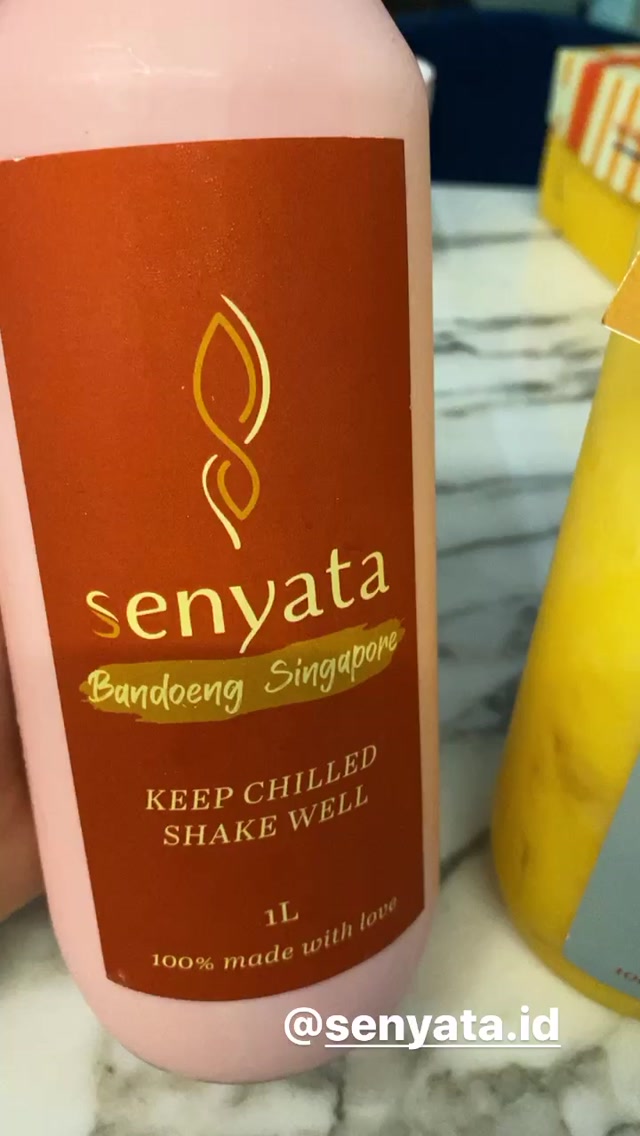 senyata
Bandoeng Singapore
KEEP CHILLED
SHAKE WELL
1L
100% made with love
@senyata.id